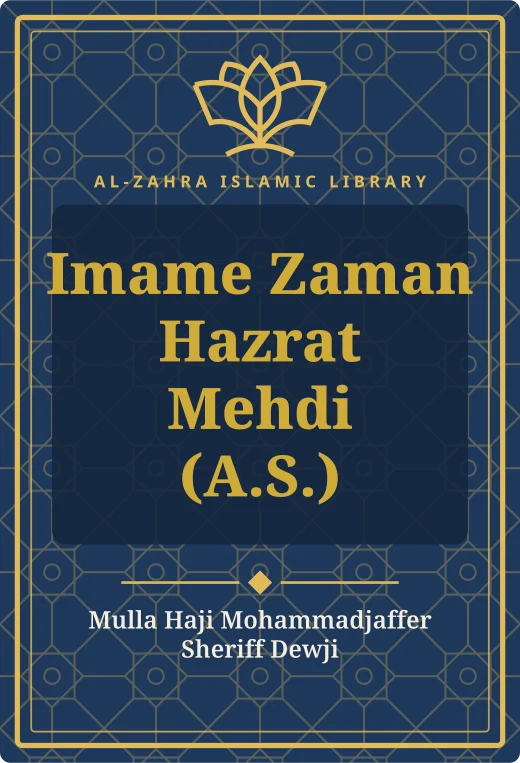 AL-ZAHRA ISLAMIC LIBRARY
Imame Zaman
Hazrat
Mehdi
(A.S.)
Mulla Haji Mohammadjaffer
Sheriff Dewji